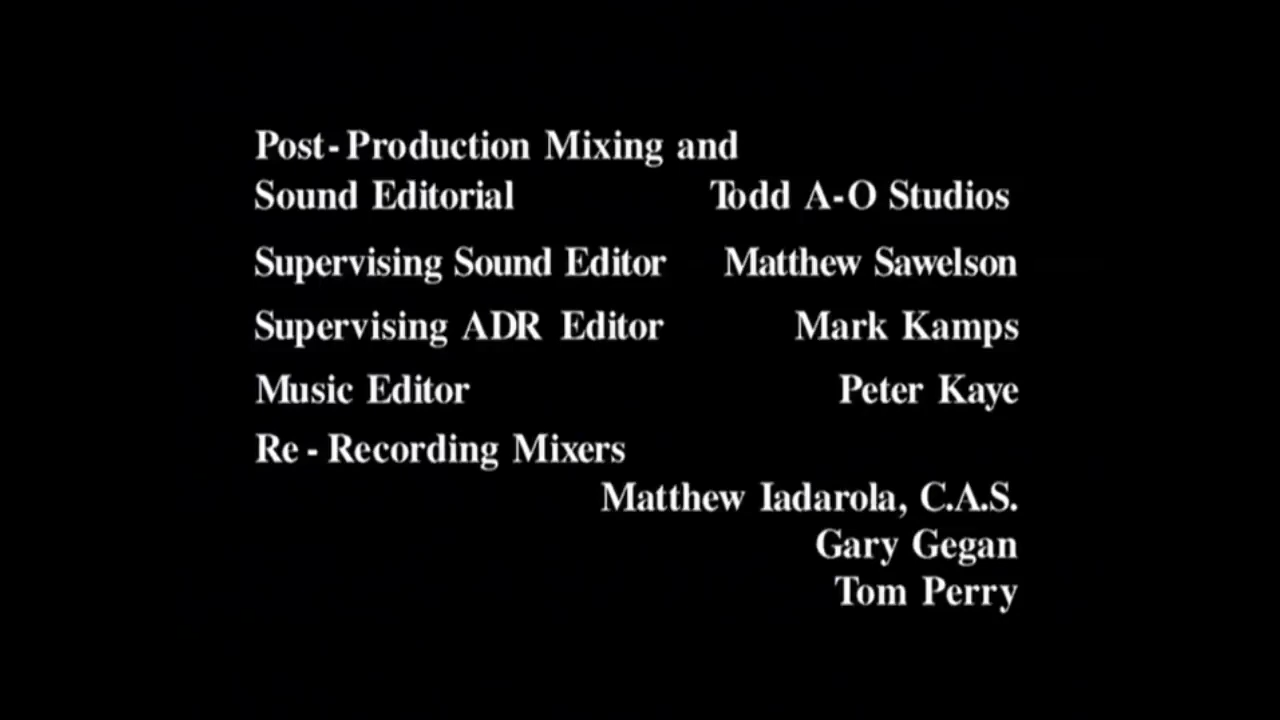 Post-Production Mixing and
Sound Editorial Todd A-O Studios
Supervising Sound Editor Matthew Sawelson
Supervising ADR Editor Mark Kamps
Music Editor Peter Kaye
Re-Recording Mixers
Matthew Iadarola, C.A.S.
Gary Gegan
Tom Perry